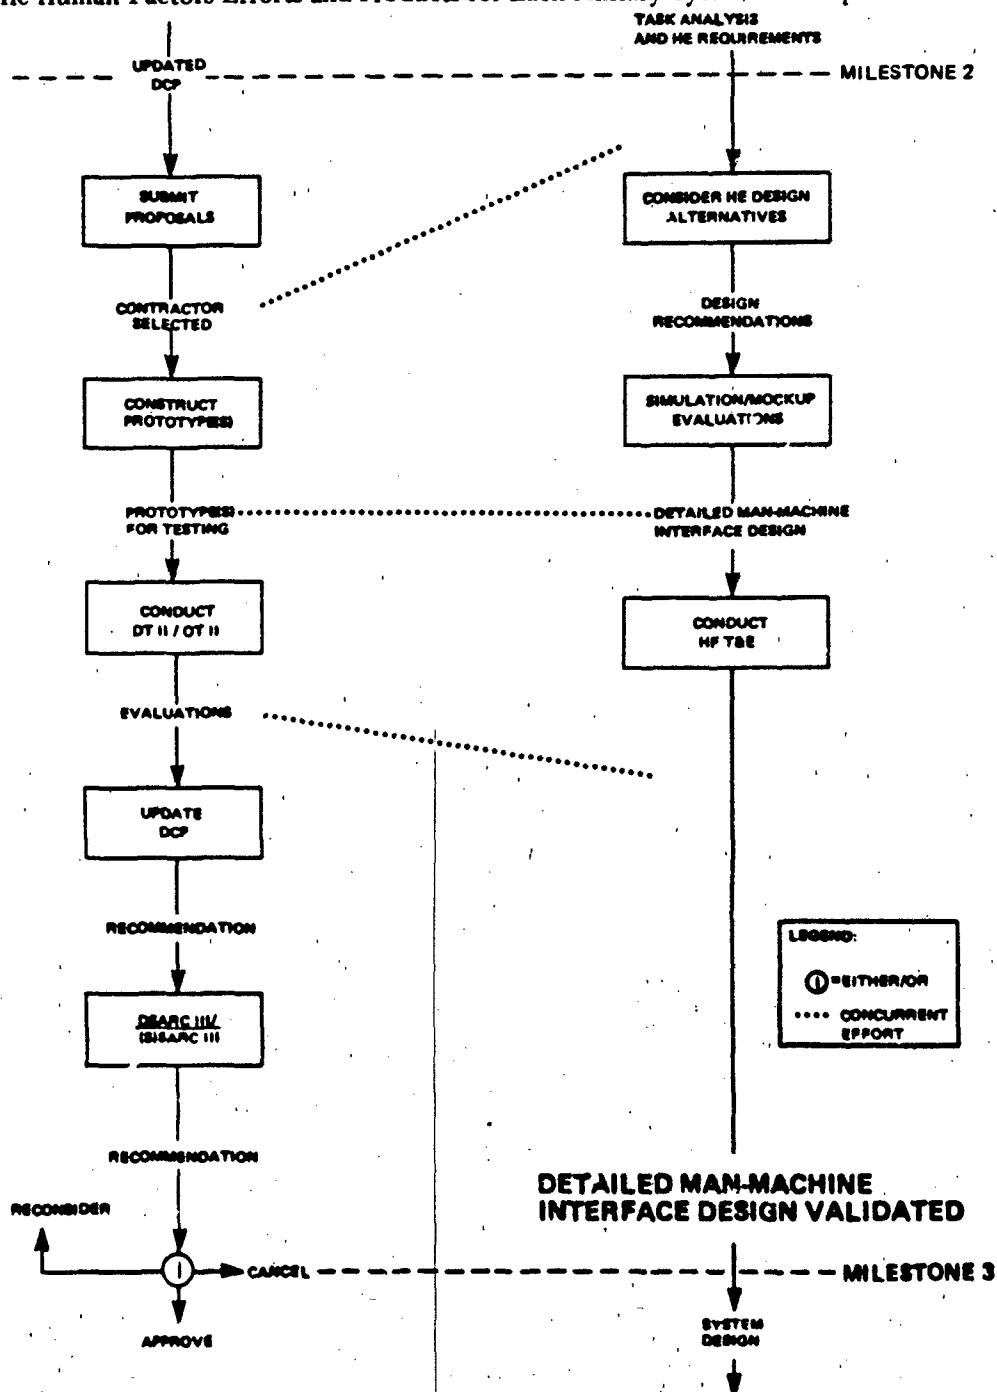 TASK ANALYSIS
AND HE REQUIREMENTS
UPDATED
DCP
MILESTONE 2
SUBMIT
PROPOSALS
CONSIDER HE DESIGN
ALTERNATIVES
CONTRACTOR
SELECTED
DESIGN
RECOMMENDATIONS
CONSTRUCT
PROTOTYPE(S)
SIMULATION/MOCKUP
EVALUATIONS
PROTOTYPE(S)
FOR TESTING
DETAILED MAN-MACHINE
INTERFACE DESIGN
CONDUCT
DT II / OT II
CONDUCT
HF T&E
EVALUATIONS
UPDATE
DCP
RECOMMENDATION
LEGEND:
I =EITHER/OR
.... CONCURRENT
EFFORT
DSARC III/
(S)SARC III
RECOMMENDATION
DETAILED MAN-MACHINE
INTERFACE DESIGN VALIDATED
RECONSIDER
I
CANCEL
MILESTONE 3
APPROVE
SYSTEM
DESIGN